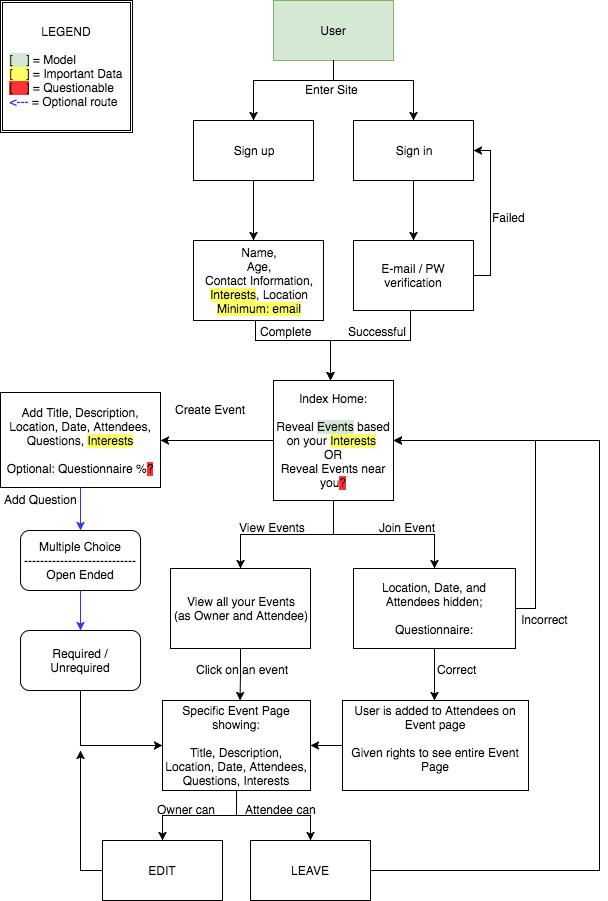 LEGEND
[ ] = Model
[ ] = Important Data
[ ] = Questionable
<--- = Optional route
User
Enter Site
Sign up
Sign in
Failed
Name,
Age,
Contact Information,
Interests, Location
Minimum: email
E-mail / PW
verification
Complete
Successful
Add Title, Description,
Location, Date, Attendees,
Questions, Interests
Optional: Questionnaire %?
Create Event
Index Home:
Reveal Events based
on your Interests
OR
Reveal Events near
you?
Add Question
View Events
Join Event
Multiple Choice
----------------------------
Open Ended
View all your Events
(as Owner and Attendee)
Location, Date, and
Attendees hidden;
Questionnaire:
Incorrect
Required /
Unrequired
Click on an event
Correct
Specific Event Page
showing:
Title, Description,
Location, Date, Attendees,
Questions, Interests
User is added to Attendees on
Event page
Given rights to see entire Event
Page
Owner can
Attendee can
EDIT
LEAVE